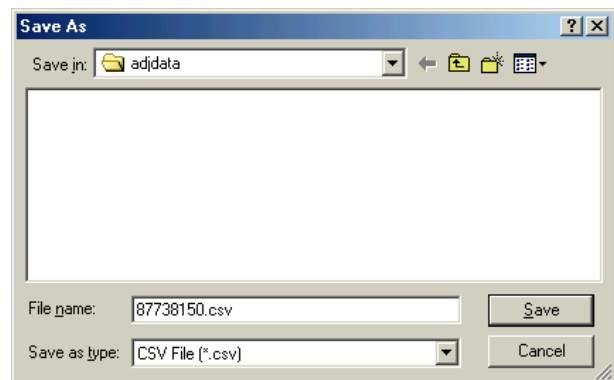 Save As
Save in: adjdata
File name: 87738150.csv
Save
Save as type: CSV File (*.csv)
Cancel